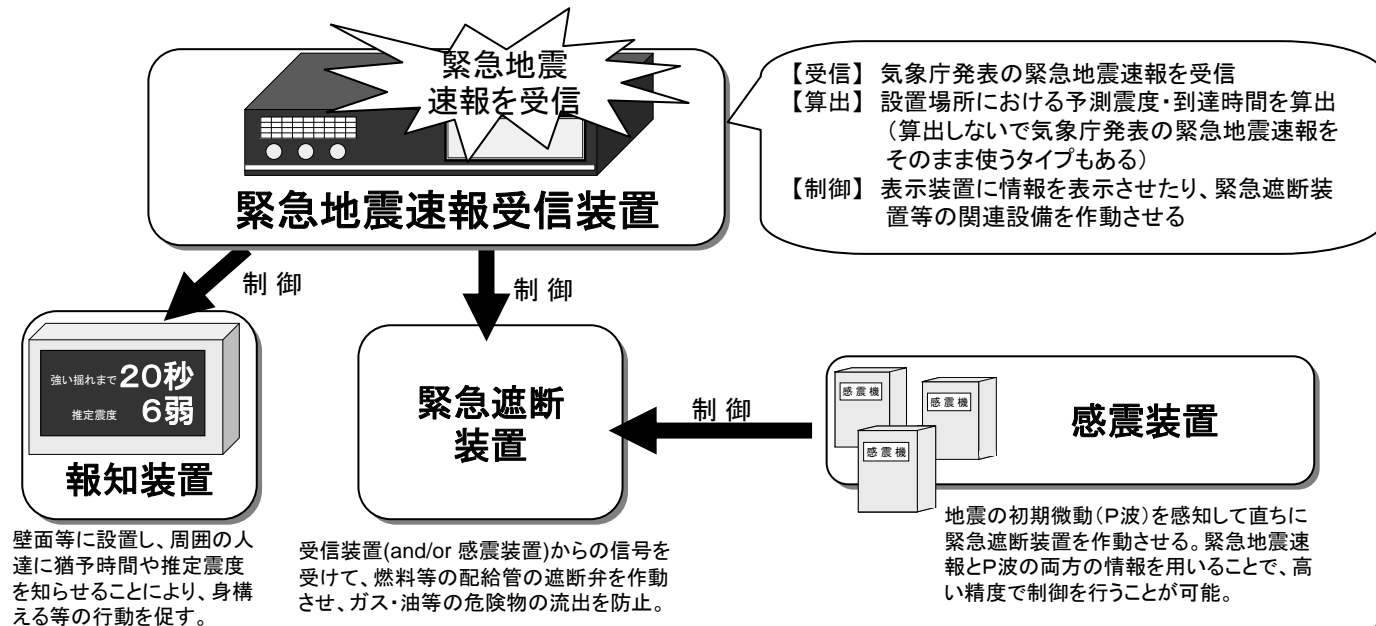 緊急地震
速報を受信
緊急地震速報受信装置
【受信】 気象庁発表の緊急地震速報を受信
【算出】 設置場所における予測震度・到達時間を算出
（算出しないで気象庁発表の緊急地震速報を
そのまま使うタイプもある）
【制御】 表示装置に情報を表示させたり、緊急遮断装
置等の関連設備を作動させる
制 御
制 御
強い揺れまで 20秒
推定震度 6弱
報知装置
壁面等に設置し、周囲の人
達に猶予時間や推定震度
を知らせることにより、身構
える等の行動を促す。
緊急遮断
装置
受信装置(and/or 感震装置)からの信号を
受けて、燃料等の配給管の遮断弁を作動
させ、ガス・油等の危険物の流出を防止。
制 御
感 震 機
感 震 機
感 震 機
感震装置
地震の初期微動（P波）を感知して直ちに
緊急遮断装置を作動させる。緊急地震速
報とP波の両方の情報を用いることで、高
い精度で制御を行うことが可能。